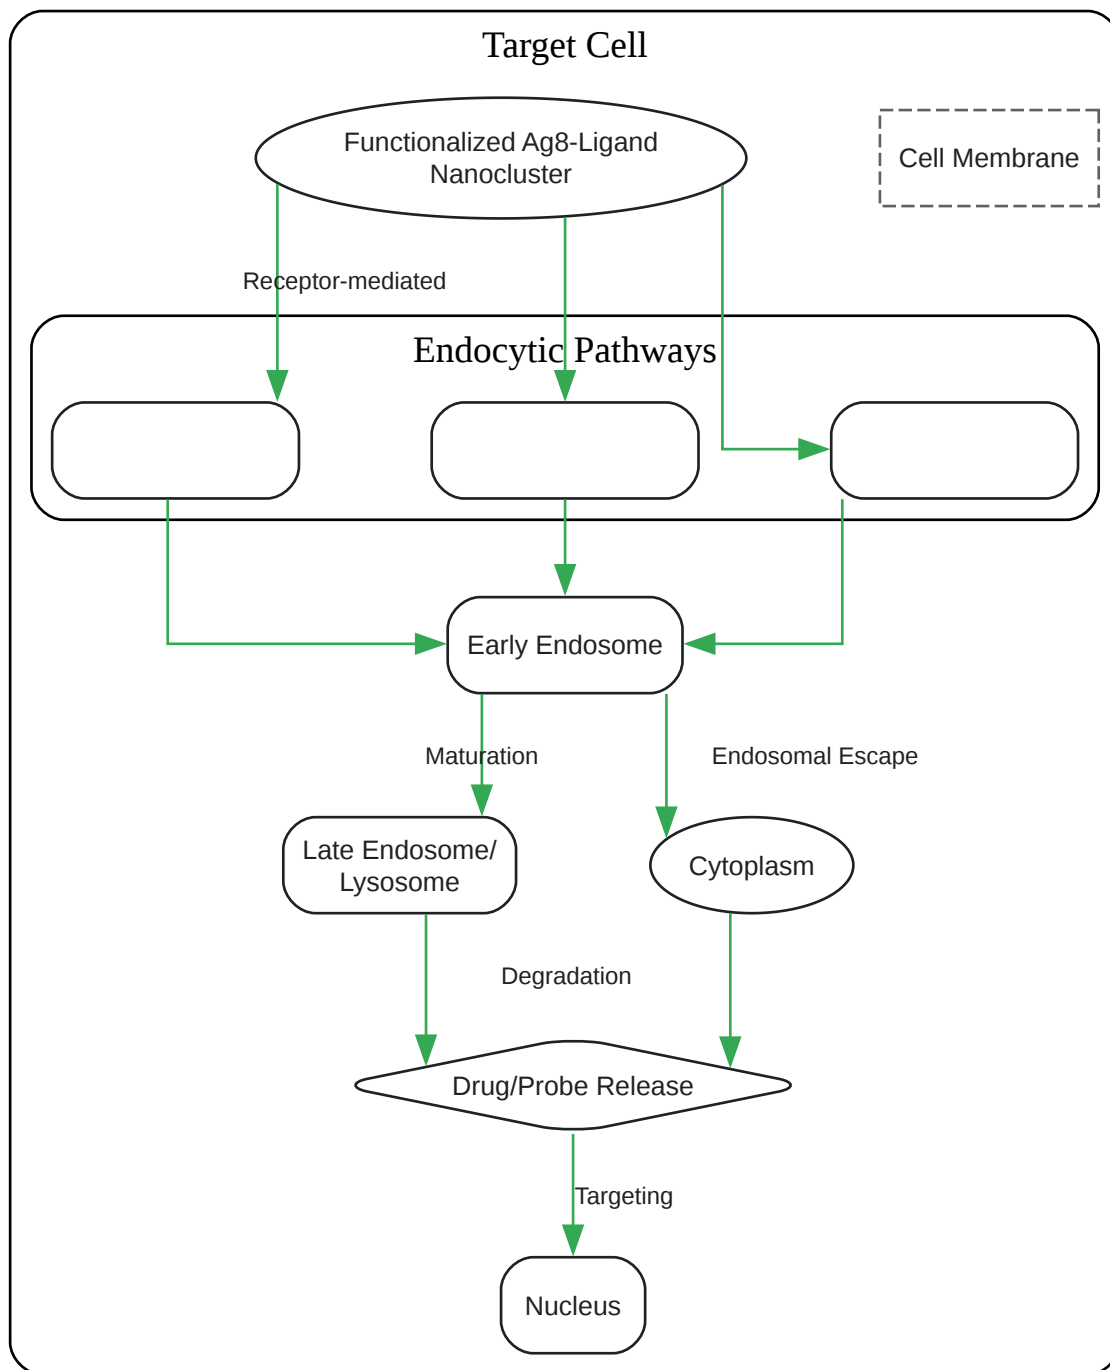 Target Cell
Functionalized Ag8-Ligand
Nanocluster
Cell Membrane
Receptor-mediated
Endocytic Pathways
Early Endosome
Maturation
Endosomal Escape
Late Endosome/
Lysosome
Cytoplasm
Degradation
Drug/Probe Release
Targeting
Nucleus